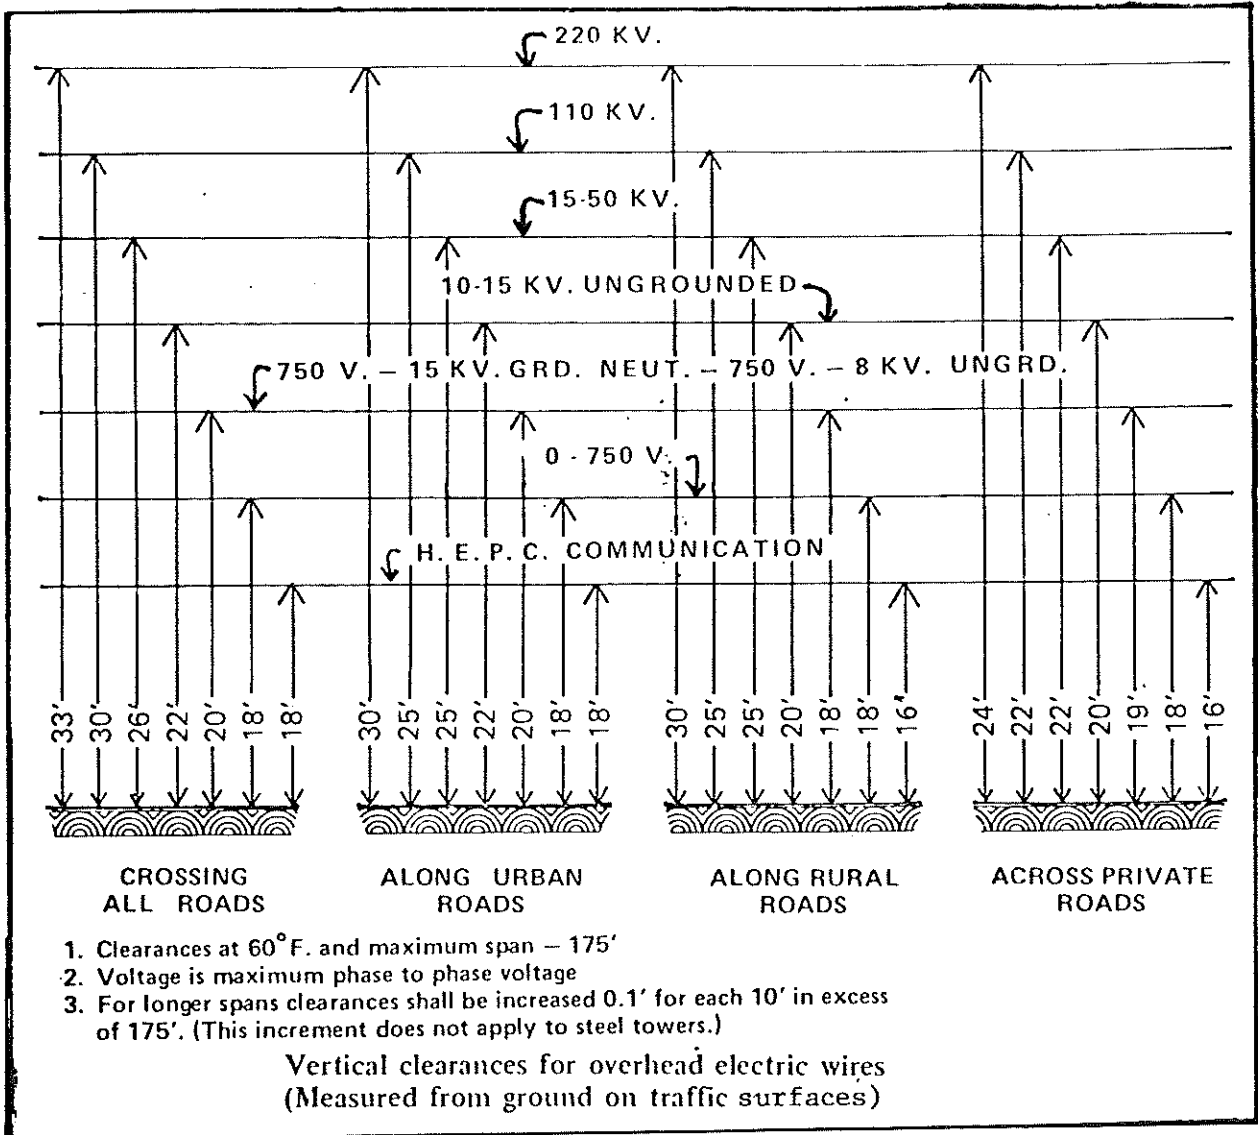 220 KV.
110 KV.
15-50 KV.
10-15 KV. UNGROUNDED
750 V. – 15 KV. GRD. NEUT. – 750 V. – 8 KV. UNGRD.
0 - 750 V.
H. E. P. C. COMMUNICATION
33' 30' 26' 22' 20' 18' 18' 30' 25' 25' 22' 20' 18' 18' 30' 25' 25' 20' 18' 18' 16' 24' 22' 22' 20' 19' 18' 16'
CROSSING ALONG URBAN ALONG RURAL ACROSS PRIVATE
ALL ROADS ROADS ROADS ROADS
1. Clearances at 60°F. and maximum span – 175'
2. Voltage is maximum phase to phase voltage
3. For longer spans clearances shall be increased 0.1' for each 10' in excess
of 175'. (This increment does not apply to steel towers.)
Vertical clearances for overhead electric wires
(Measured from ground on traffic surfaces)